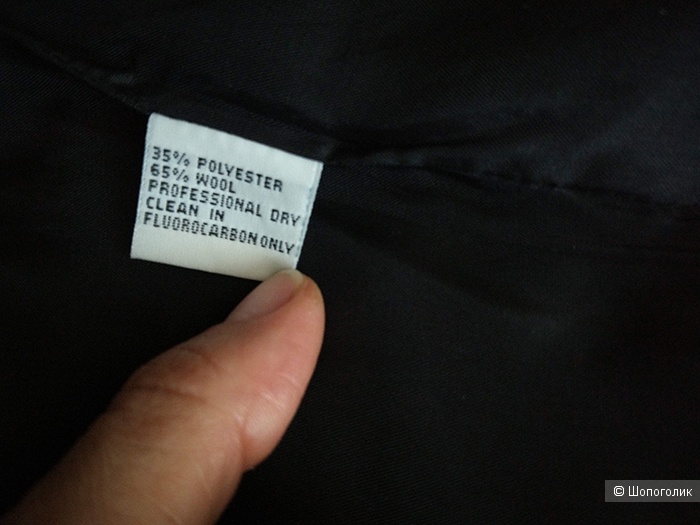 35% POLYESTER
65% WOOL
PROFESSIONAL DRY
CLEAN IN
FLUOROCARBON ONLY
© Шопоголик